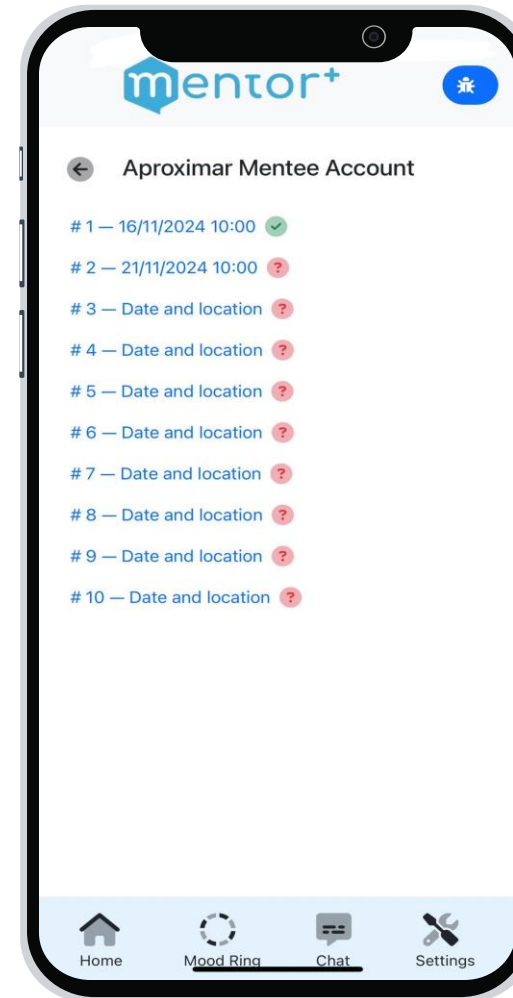 mentor+
Aproximar Mentee Account
# 1 — 16/11/2024 10:00
# 2 — 21/11/2024 10:00 ?
# 3 — Date and location ?
# 4 — Date and location ?
# 5 — Date and location ?
# 6 — Date and location ?
# 7 — Date and location ?
# 8 — Date and location ?
# 9 — Date and location ?
# 10 — Date and location ?
Home Mood Ring Chat Settings